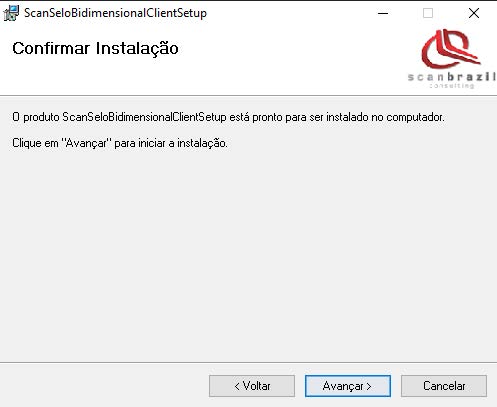 ScanSeloBidimensionalClientSetup
Confirmar Instalação
scanbrazil
consulting
O produto ScanSeloBidimensionalClientSetup está pronto para ser instalado no computador.
Clique em "Avançar" para iniciar a instalação.
< Voltar
Avançar >
Cancelar